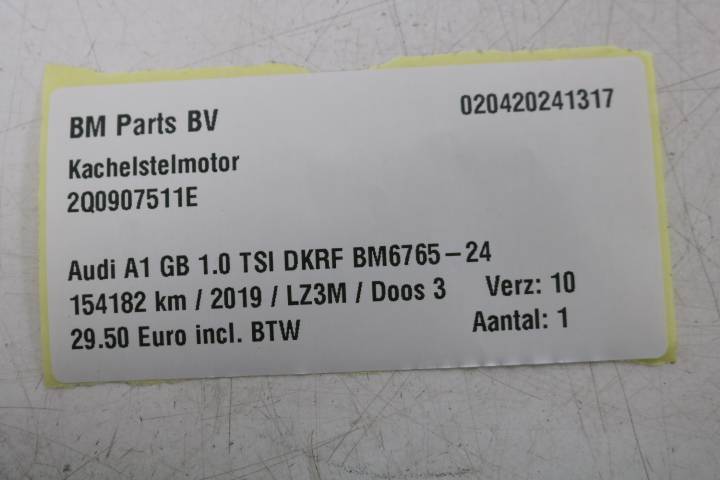 BM Parts BV 020420241317
Kachelstelmotor
2Q0907511E
Audi A1 GB 1.0 TSI DKRF BM6765-24
154182 km / 2019 / LZ3M / Doos 3 Verz: 10
29.50 Euro incl. BTW Aantal: 1